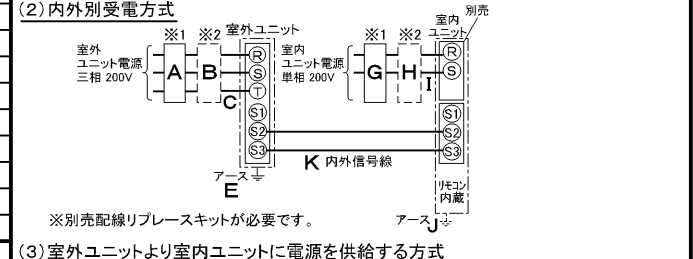 (2)内外別受電方式
別売
※1 ※2 室外ユニット
※1 ※2 室内ユニット
室外
ユニット電源
三相 200V
A
B
C
R
S
T
S1
S2
S3
室内
ユニット電源
単相 200V
G
H
I
R
S
S1
S2
S3
K 内外信号線
アース
E
リモコン
内蔵
アース
J
※別売配線リプレースキットが必要です。
(3)室外ユニットより室内ユニットに電源を供給する方式